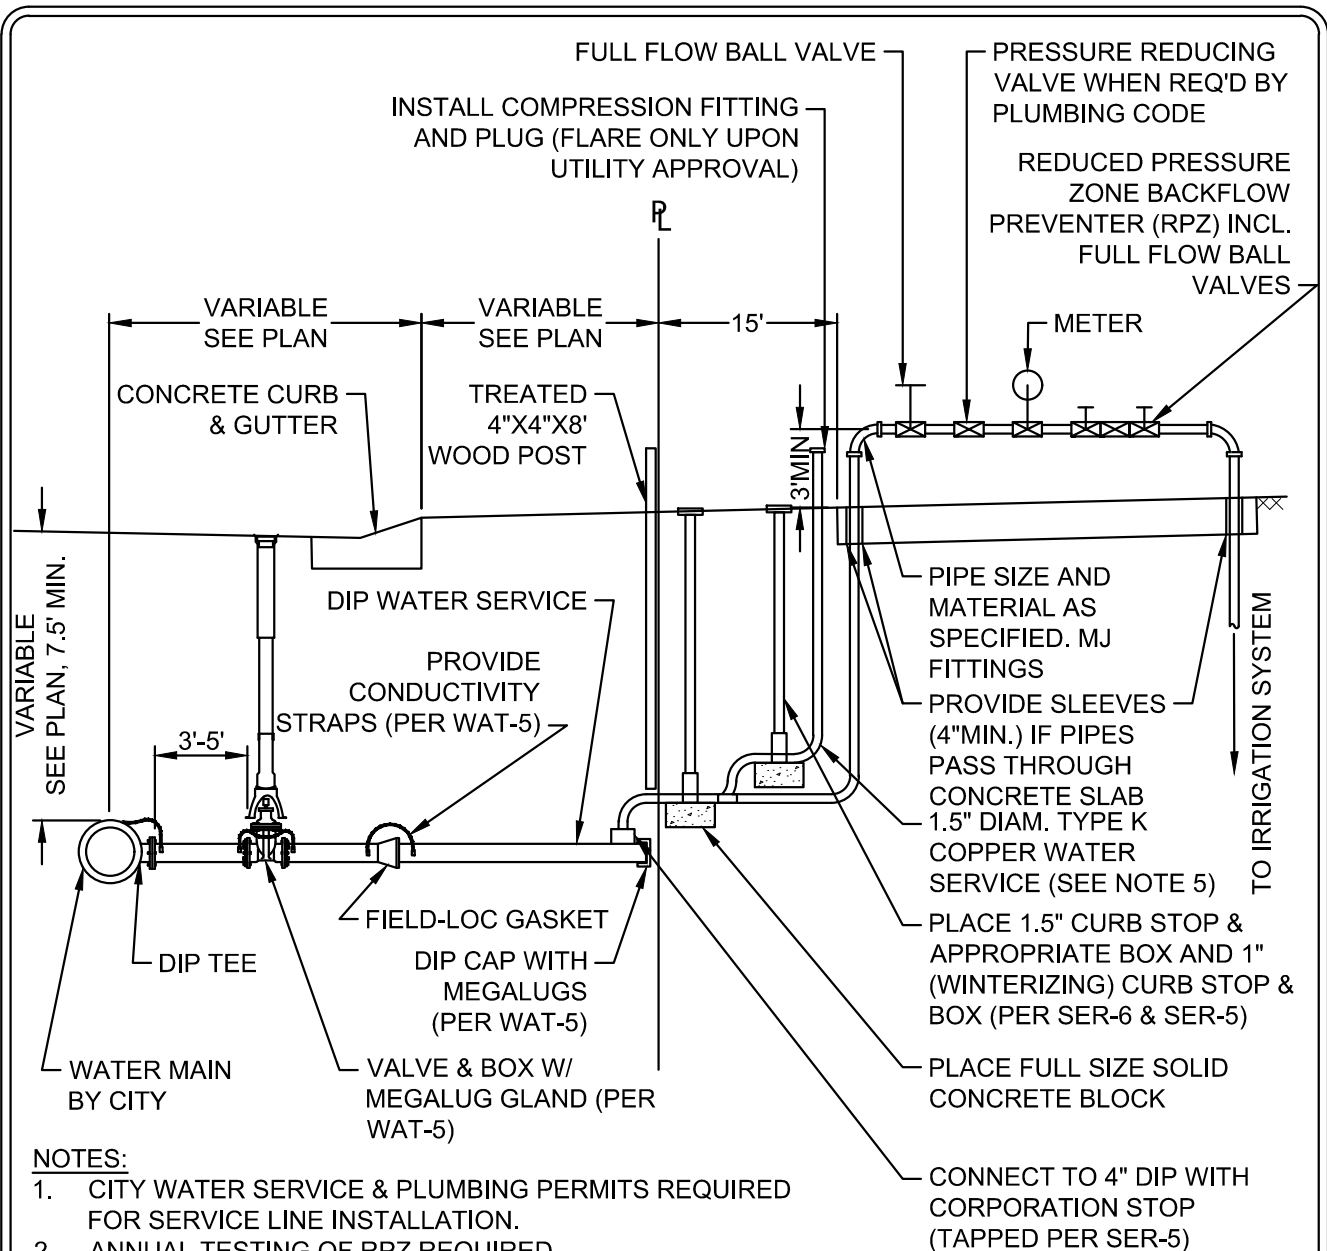 FULL FLOW BALL VALVE
PRESSURE REDUCING
VALVE WHEN REQ'D BY
PLUMBING CODE
INSTALL COMPRESSION FITTING
AND PLUG (FLARE ONLY UPON
UTILITY APPROVAL)
REDUCED PRESSURE
ZONE BACKFLOW
PREVENTER (RPZ) INCL.
FULL FLOW BALL
VALVES
PL
VARIABLE
SEE PLAN
VARIABLE
SEE PLAN
15'
METER
CONCRETE CURB
& GUTTER
TREATED
4"X4"X8'
WOOD POST
3'MIN
VARIABLE
SEE PLAN, 7.5' MIN.
DIP WATER SERVICE
PROVIDE
CONDUCTIVITY
STRAPS (PER WAT-5)
3'-5'
PIPE SIZE AND
MATERIAL AS
SPECIFIED. MJ
FITTINGS
PROVIDE SLEEVES
(4"MIN.) IF PIPES
PASS THROUGH
CONCRETE SLAB
TO IRRIGATION SYSTEM
1.5" DIAM. TYPE K
COPPER WATER
SERVICE (SEE NOTE 5)
FIELD-LOC GASKET
DIP TEE
DIP CAP WITH
MEGALUGS
(PER WAT-5)
PLACE 1.5" CURB STOP &
APPROPRIATE BOX AND 1"
(WINTERIZING) CURB STOP &
BOX (PER SER-6 & SER-5)
WATER MAIN
BY CITY
VALVE & BOX W/
MEGALUG GLAND (PER
WAT-5)
PLACE FULL SIZE SOLID
CONCRETE BLOCK
CONNECT TO 4" DIP WITH
CORPORATION STOP
(TAPPED PER SER-5)
NOTES:
1. CITY WATER SERVICE & PLUMBING PERMITS REQUIRED
FOR SERVICE LINE INSTALLATION.
2. ANNUAL TESTING OF RPZ REQUIRED